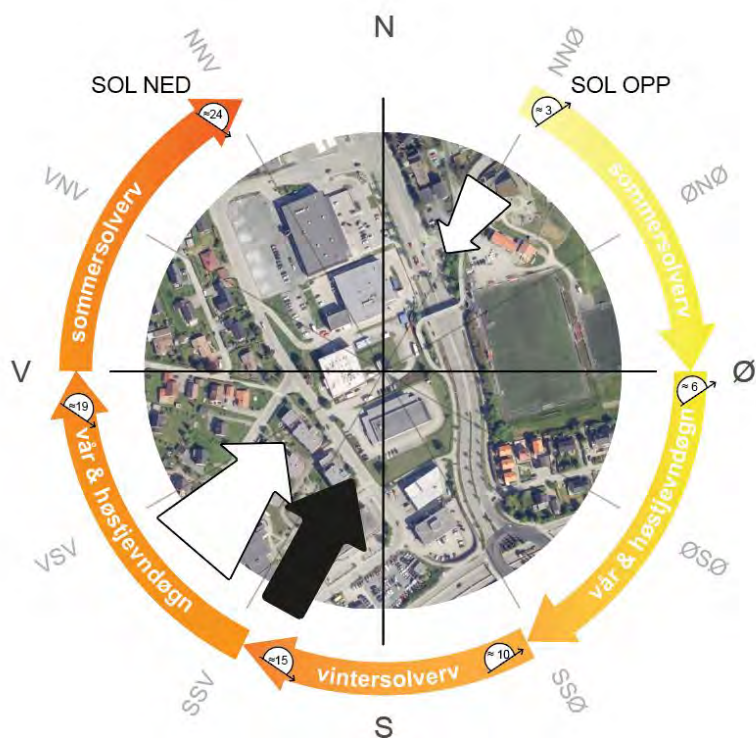 N
NNV
NNØ
SOL NED
SOL OPP
≈24
≈ 3
VNV
ØNØ
sommersolverv
sommersolverv
V
Ø
≈19
≈ 6
vår & høstjevndøgn
vår & høstjevndøgn
VSV
ØSØ
≈15
≈ 10
vintersolverv
SSV
SSØ
S